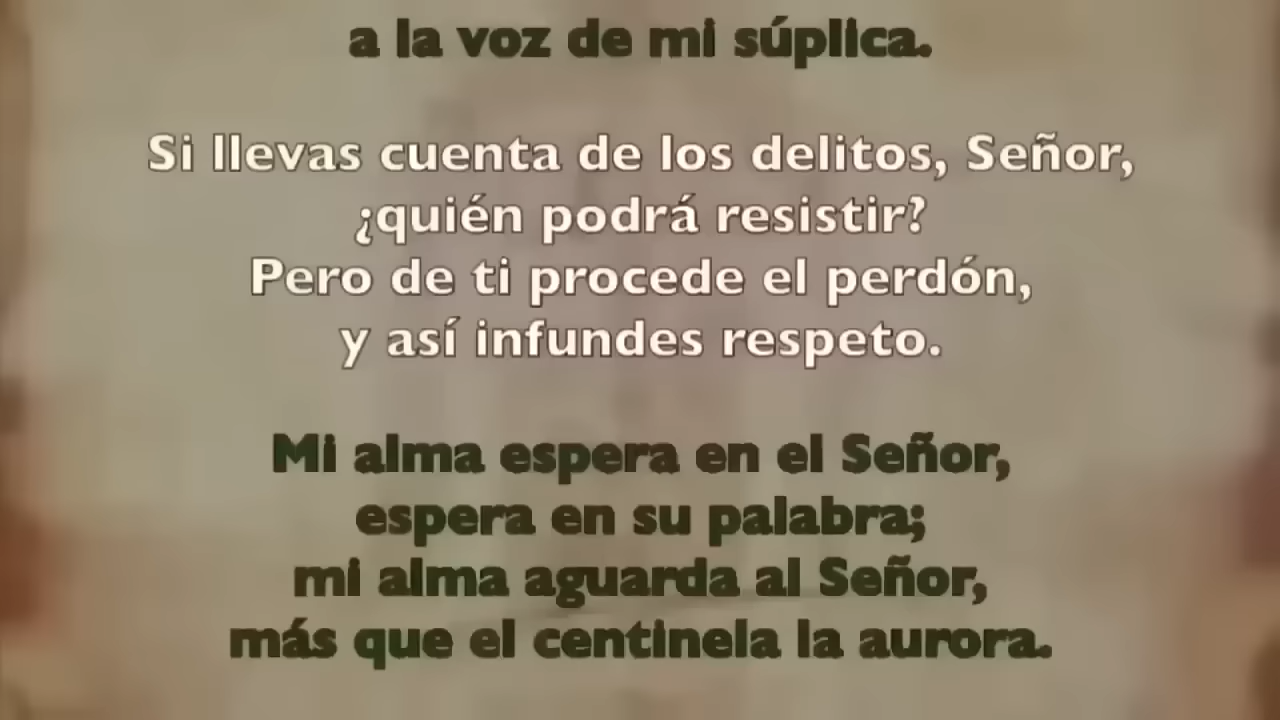 a la voz de mi súplica.
Si llevas cuenta de los delitos, Señor,
¿quién podrá resistir?
Pero de ti procede el perdón,
y así infundes respeto.
Mi alma espera en el Señor,
espera en su palabra;
mi alma aguarda al Señor,
más que el centinela la aurora.